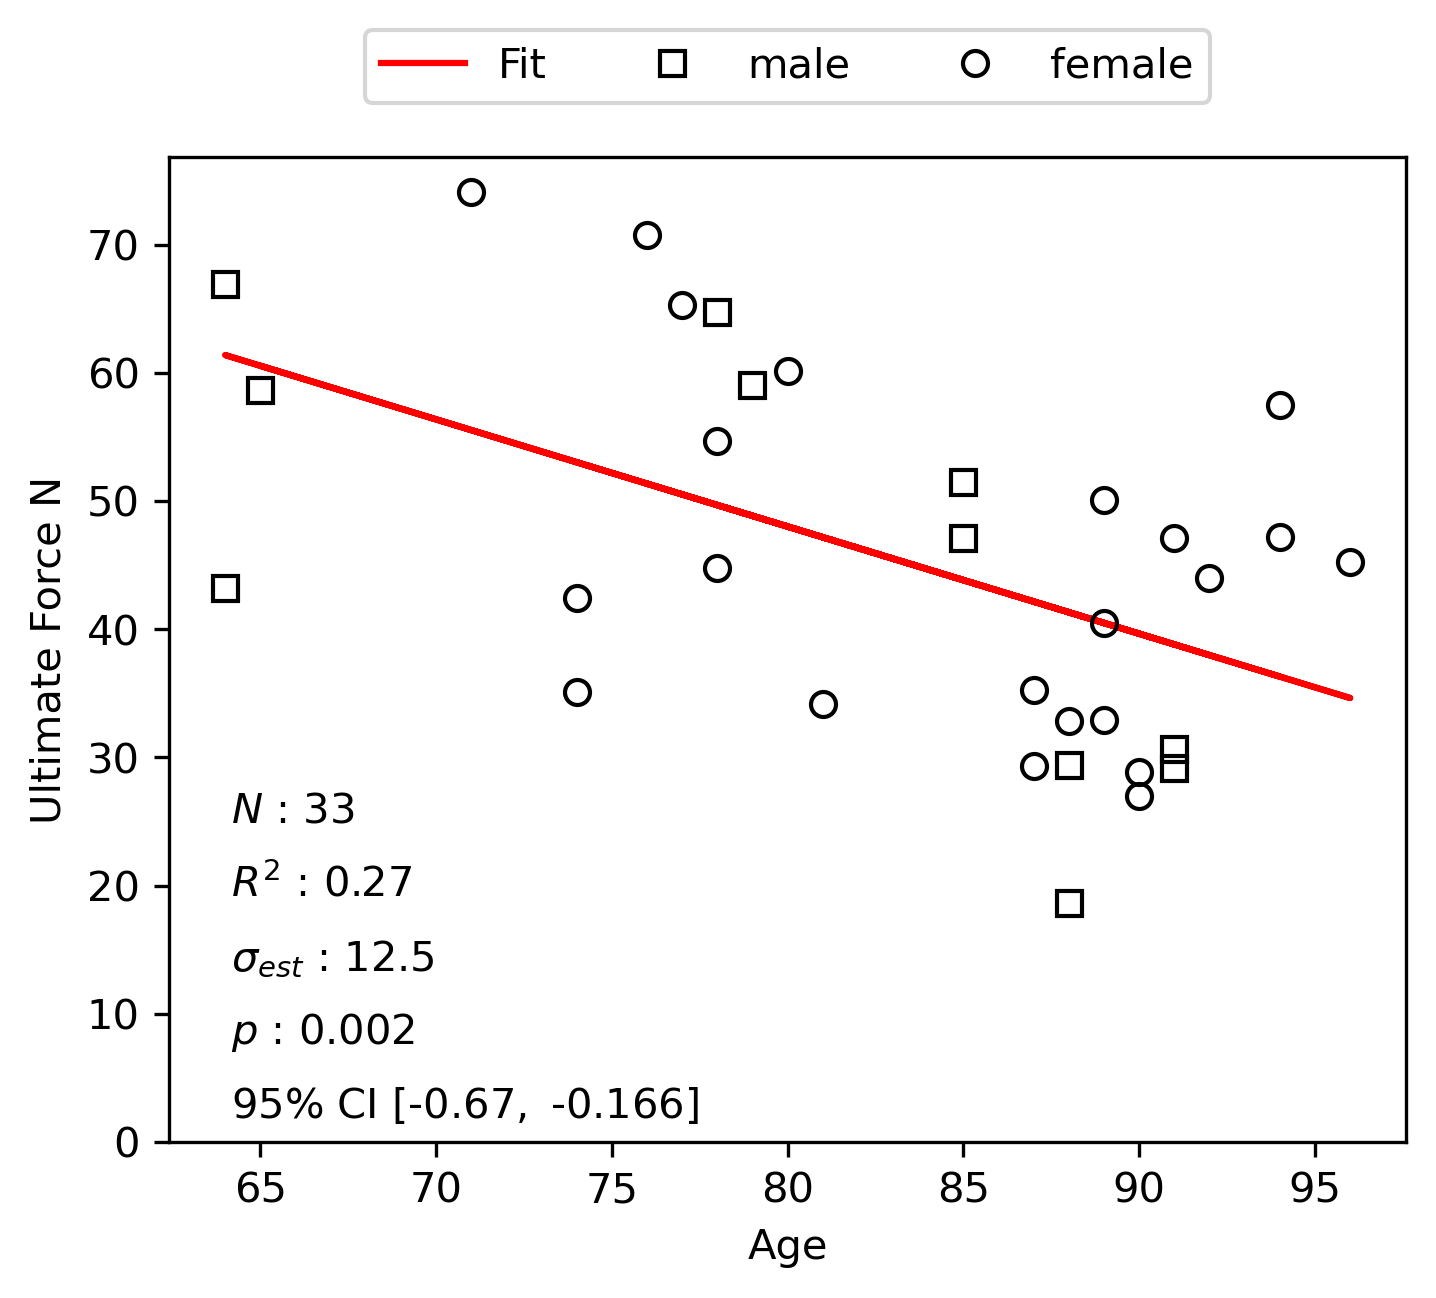 Fit male female
70
60
50
40
30
20
10
0
Ultimate Force N
N : 33
R² : 0.27
σest : 12.5
p : 0.002
95% CI [-0.67, -0.166]
65 70 75 80 85 90 95
Age